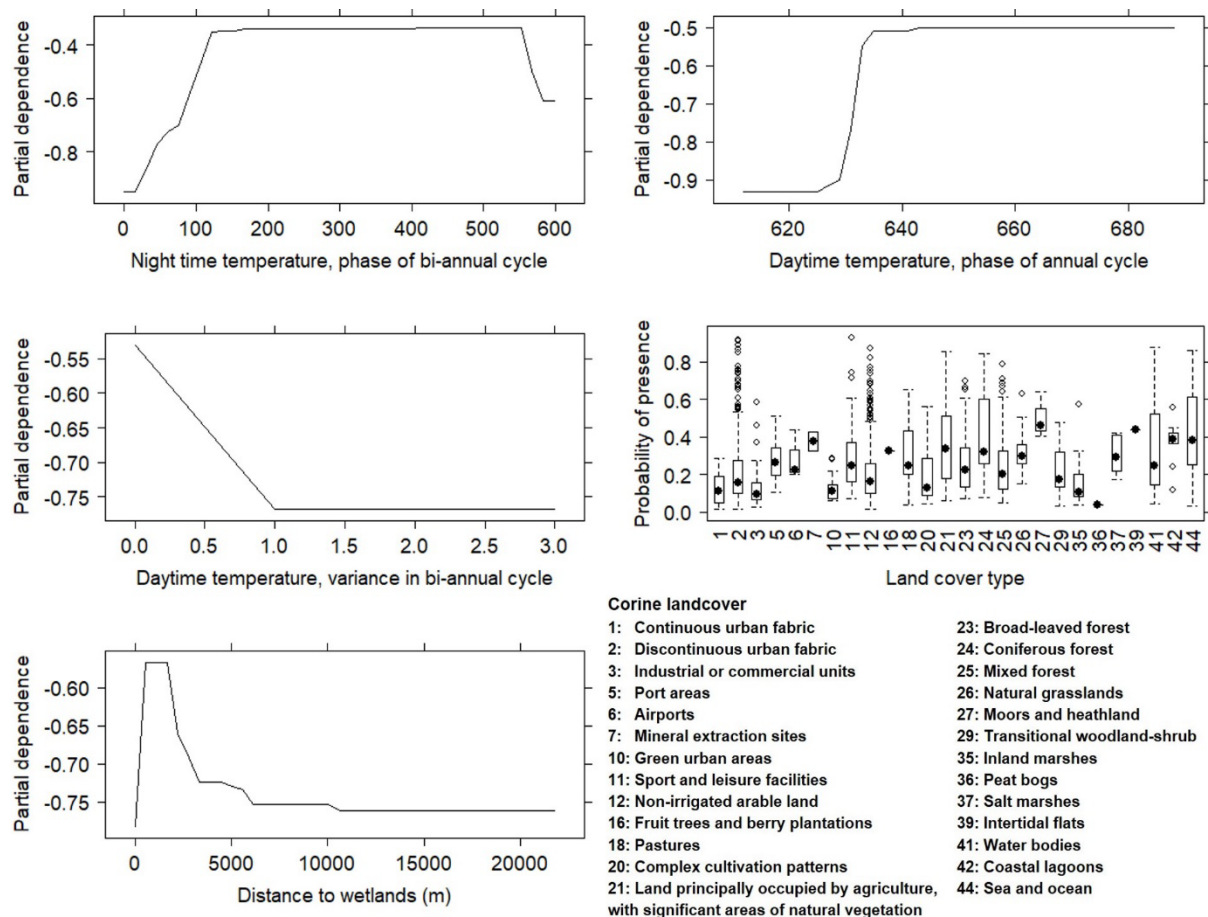 Partial dependence
-0.4
-0.6
-0.8
0 100 200 300 400 500 600
Night time temperature, phase of bi-annual cycle
Partial dependence
-0.5
-0.6
-0.7
-0.8
-0.9
620 640 660 680
Daytime temperature, phase of annual cycle
Partial dependence
-0.55
-0.60
-0.65
-0.70
-0.75
0.0 0.5 1.0 1.5 2.0 2.5 3.0
Daytime temperature, variance in bi-annual cycle
Probability of presence
0.8
0.6
0.4
0.2
0.0
1 2 3 5 6 7 10 11 12 16 18 20 21 23 24 25 26 27 29 35 36 37 39 41 42 44
Land cover type
Partial dependence
-0.60
-0.65
-0.70
-0.75
0 5000 10000 15000 20000
Distance to wetlands (m)
Corine landcover
1: Continuous urban fabric
2: Discontinuous urban fabric
3: Industrial or commercial units
5: Port areas
6: Airports
7: Mineral extraction sites
10: Green urban areas
11: Sport and leisure facilities
12: Non-irrigated arable land
16: Fruit trees and berry plantations
18: Pastures
20: Complex cultivation patterns
21: Land principally occupied by agriculture,
with significant areas of natural vegetation
23: Broad-leaved forest
24: Coniferous forest
25: Mixed forest
26: Natural grasslands
27: Moors and heathland
29: Transitional woodland-shrub
35: Inland marshes
36: Peat bogs
37: Salt marshes
39: Intertidal flats
41: Water bodies
42: Coastal lagoons
44: Sea and ocean